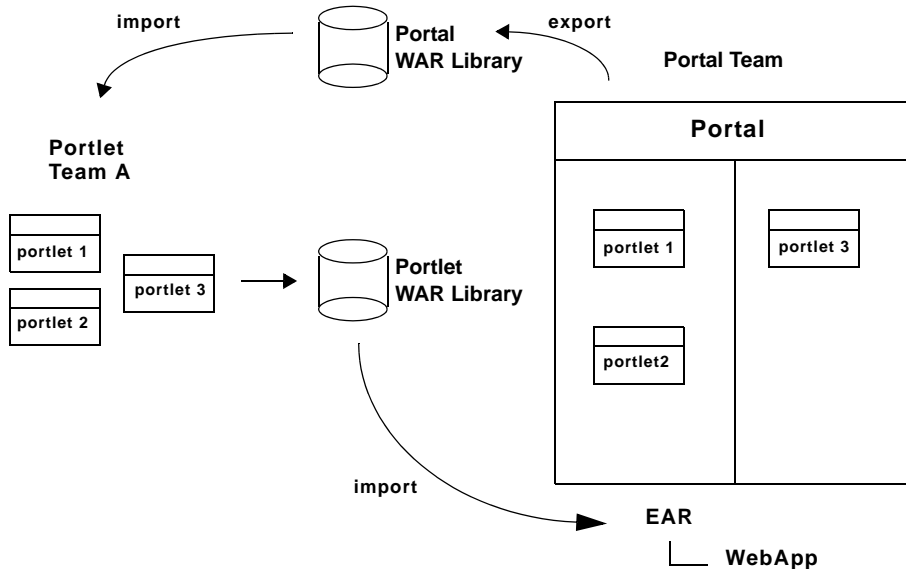 import
Portal
WAR Library
export
Portal Team
Portal
Portlet
Team A
portlet 1
portlet 2
portlet 3
Portlet
WAR Library
portlet 1
portlet 3
portlet2
import
EAR
WebApp